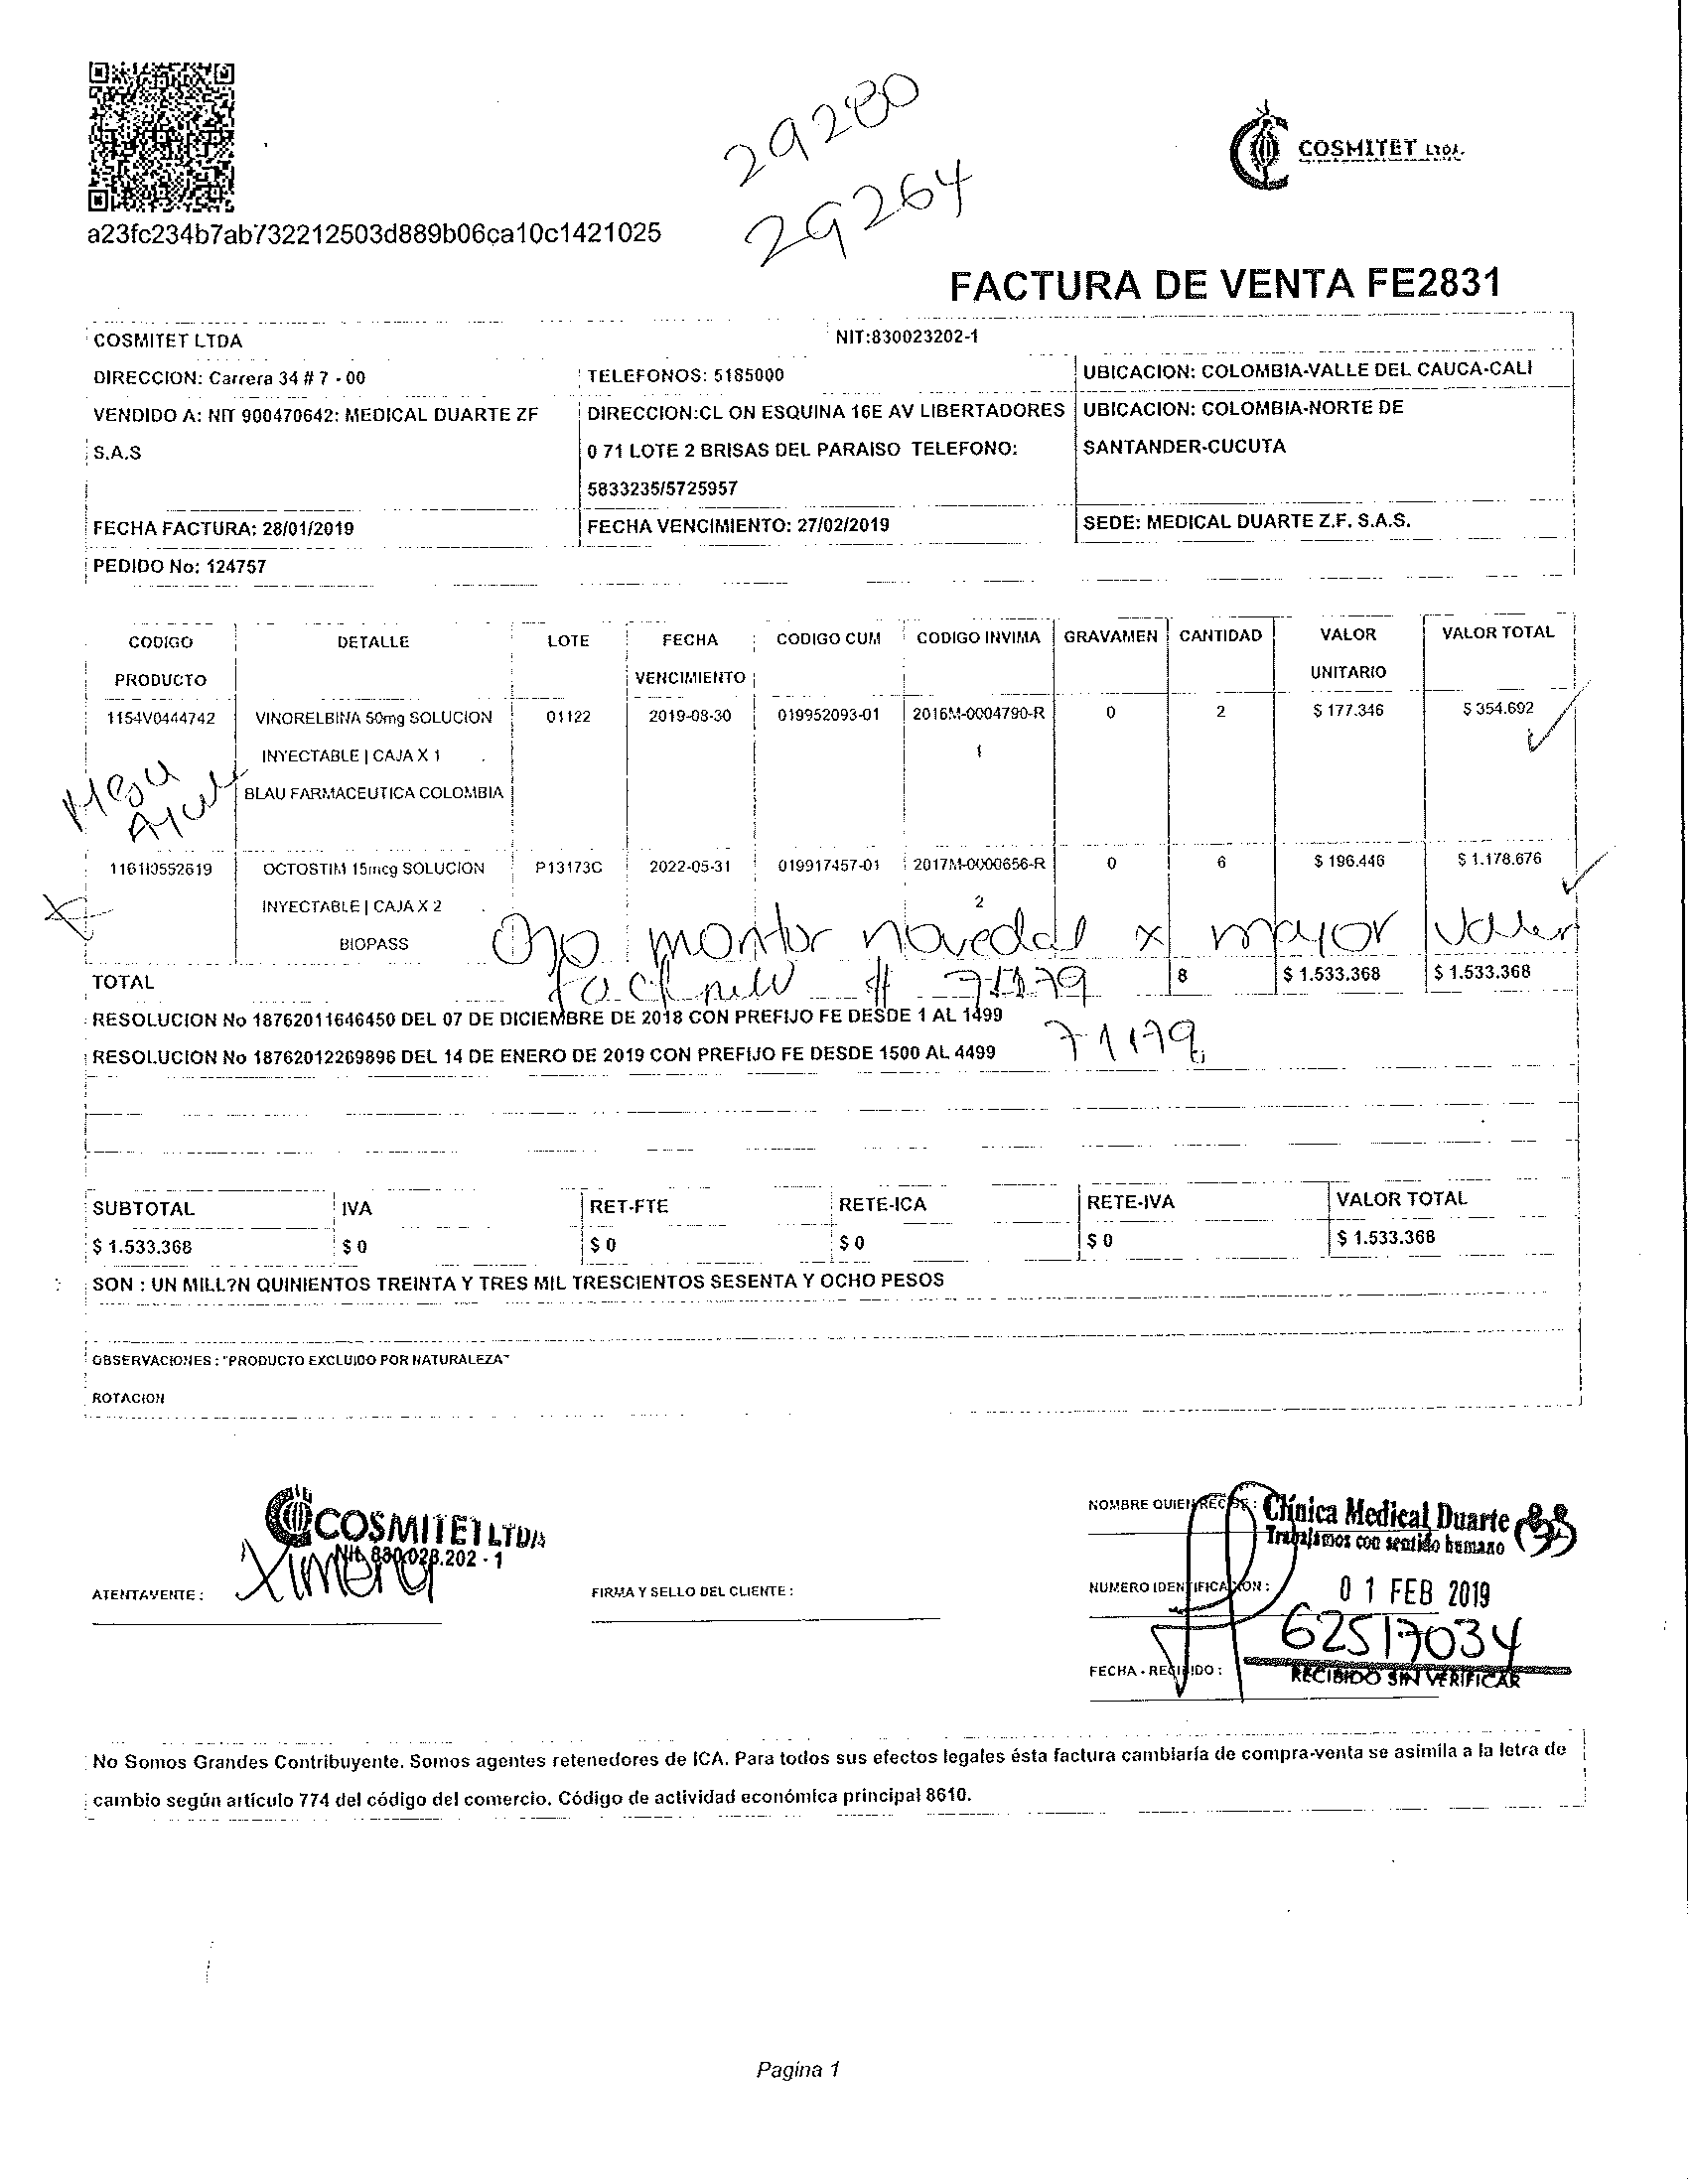 29280
29264
COSMITET LTDA.
a23fc234b7ab732212503d889b06ca10c1421025
FACTURA DE VENTA FE2831
COSMITET LTDA NIT:830023202-1
DIRECCION: Carrera 34 # 7 - 00 TELEFONOS: 5185000 UBICACION: COLOMBIA-VALLE DEL CAUCA-CALI
VENDIDO A: NIT 900470642: MEDICAL DUARTE ZF DIRECCION:CL ON ESQUINA 16E AV LIBERTADORES UBICACION: COLOMBIA-NORTE DE
S.A.S 0 71 LOTE 2 BRISAS DEL PARAISO TELEFONO: SANTANDER-CUCUTA
5833235/5725957
FECHA FACTURA: 28/01/2019 FECHA VENCIMIENTO: 27/02/2019 SEDE: MEDICAL DUARTE Z.F. S.A.S.
PEDIDO No: 124757
CODIGO DETALLE LOTE FECHA CODIGO CUM CODIGO INVIMA GRAVAMEN CANTIDAD VALOR VALOR TOTAL
PRODUCTO VENCIMIENTO UNITARIO
1154V0444742 VINORELBINA 50mg SOLUCION 01122 2019-08-30 019952093-01 2016M-0004790-R 0 2 $ 177.346 $ 354.692
INYECTABLE | CAJA X 1 1
BLAU FARMACEUTICA COLOMBIA
OCTOSTIM 15mcg SOLUCION P13173C 2022-05-31 019917457-01 2017M-0000656-R 0 6 $ 196.446 $ 1.178.676
INYECTABLE | CAJA X 2 2
BIOPASS
novedad x mayor valor
TOTAL 8 $ 1.533.368 $ 1.533.368
RESOLUCION No 18762011646450 DEL 07 DE DICIEMBRE DE 2018 CON PREFIJO FE DESDE 1 AL 1499
71179
RESOLUCION No 18762012269896 DEL 14 DE ENERO DE 2019 CON PREFIJO FE DESDE 1500 AL 4499
SUBTOTAL IVA RET-FTE RETE-ICA RETE-IVA VALOR TOTAL
$ 1.533.368 $ 0 $ 0 $ 0 $ 0 $ 1.533.368
SON : UN MILL?N QUINIENTOS TREINTA Y TRES MIL TRESCIENTOS SESENTA Y OCHO PESOS
OBSERVACIONES : "PRODUCTO EXCLUIDO POR NATURALEZA"
ROTACION
COSMITET LTDA
Nit. 830.023.202 - 1
Ximena
ATENTAMENTE :
FIRMA Y SELLO DEL CLIENTE :
NOMBRE QUIEN RECIBE : Clínica Medical Duarte
Trabajamos con sentido humano
NUMERO IDENTIFICACION : 01 FEB 2019
62517034
FECHA - RECIBIDO : RECIBIDO SIN VERIFICAR
No Somos Grandes Contribuyente. Somos agentes retenedores de ICA. Para todos sus efectos legales ésta factura cambiaría de compra-venta se asimila a la letra de
cambio según artículo 774 del código del comercio. Código de actividad económica principal 8610.
Pagina 1